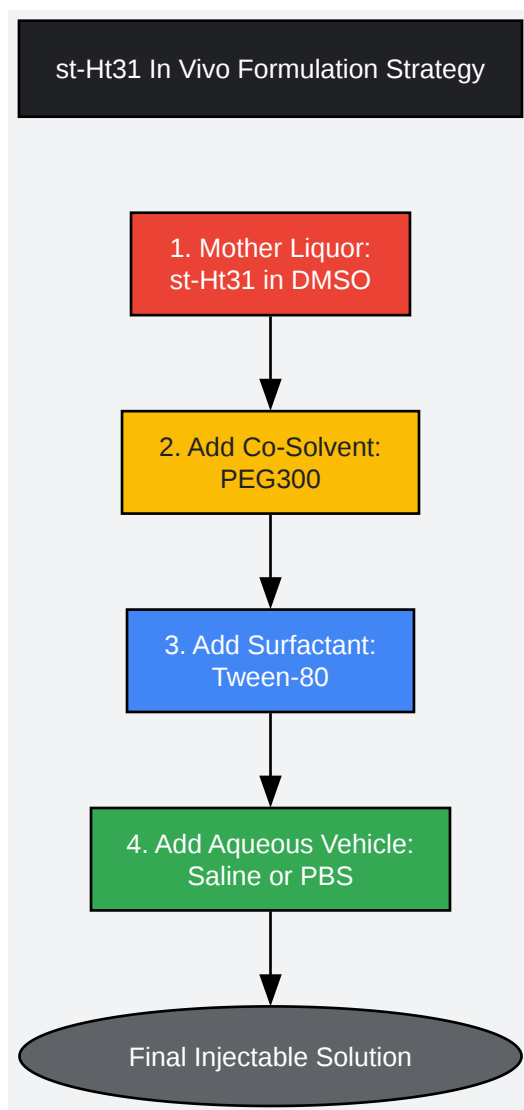 st-Ht31 In Vivo Formulation Strategy
1. Mother Liquor:
st-Ht31 in DMSO
2. Add Co-Solvent:
PEG300
3. Add Surfactant:
Tween-80
4. Add Aqueous Vehicle:
Saline or PBS
Final Injectable Solution